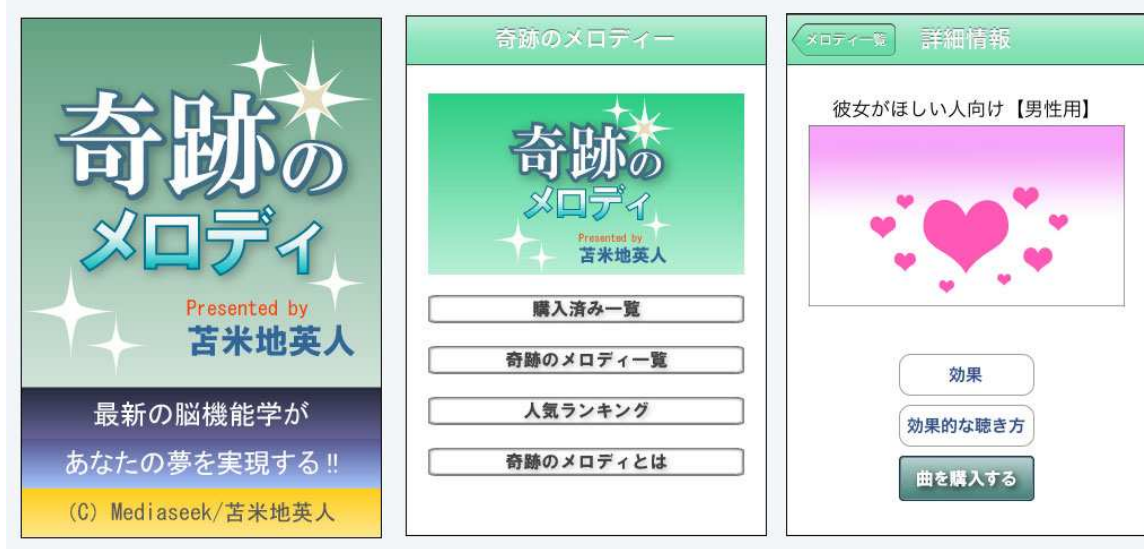 奇跡の
メロディ
Presented by
苫米地英人
最新の脳機能学が
あなたの夢を実現する!!
(C) Mediaseek/苫米地英人
奇跡のメロディー
奇跡の
メロディ
Presented by
苫米地英人
購入済み一覧
奇跡のメロディ一覧
人気ランキング
奇跡のメロディとは
メロディ一覧
詳細情報
彼女がほしい人向け【男性用】
効果
効果的な聴き方
曲を購入する